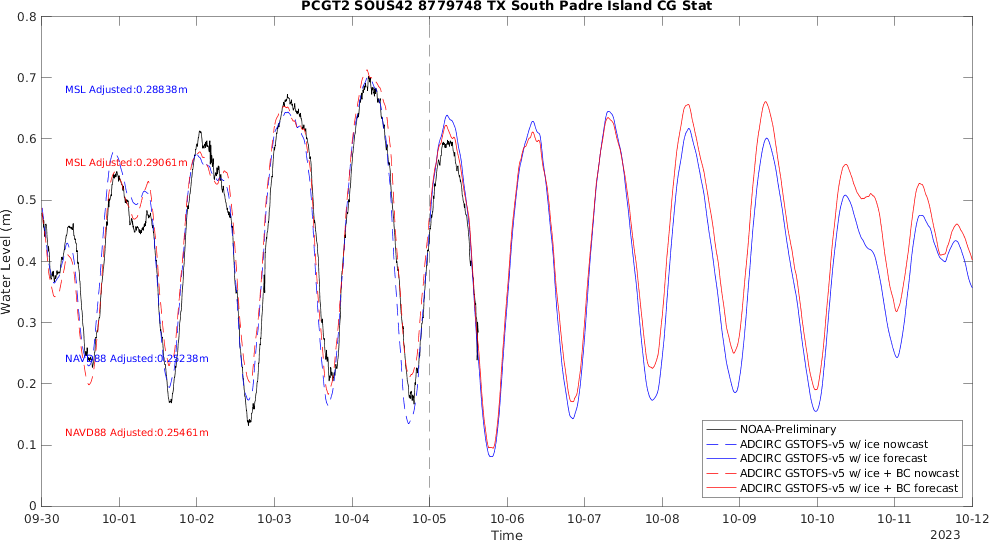 PCGT2 SOUS42 8779748 TX South Padre Island CG Stat
0.8
0.7
0.6
0.5
0.4
0.3
0.2
0.1
0
Water Level (m)
MSL Adjusted:0.28838m
MSL Adjusted:0.29061m
NAVD88 Adjusted:0.25238m
NAVD88 Adjusted:0.25461m
NOAA-Preliminary
ADCIRC GSTOFS-v5 w/ ice nowcast
ADCIRC GSTOFS-v5 w/ ice forecast
ADCIRC GSTOFS-v5 w/ ice + BC nowcast
ADCIRC GSTOFS-v5 w/ ice + BC forecast
09-30 10-01 10-02 10-03 10-04 10-05 10-06 10-07 10-08 10-09 10-10 10-11 10-12
Time
2023